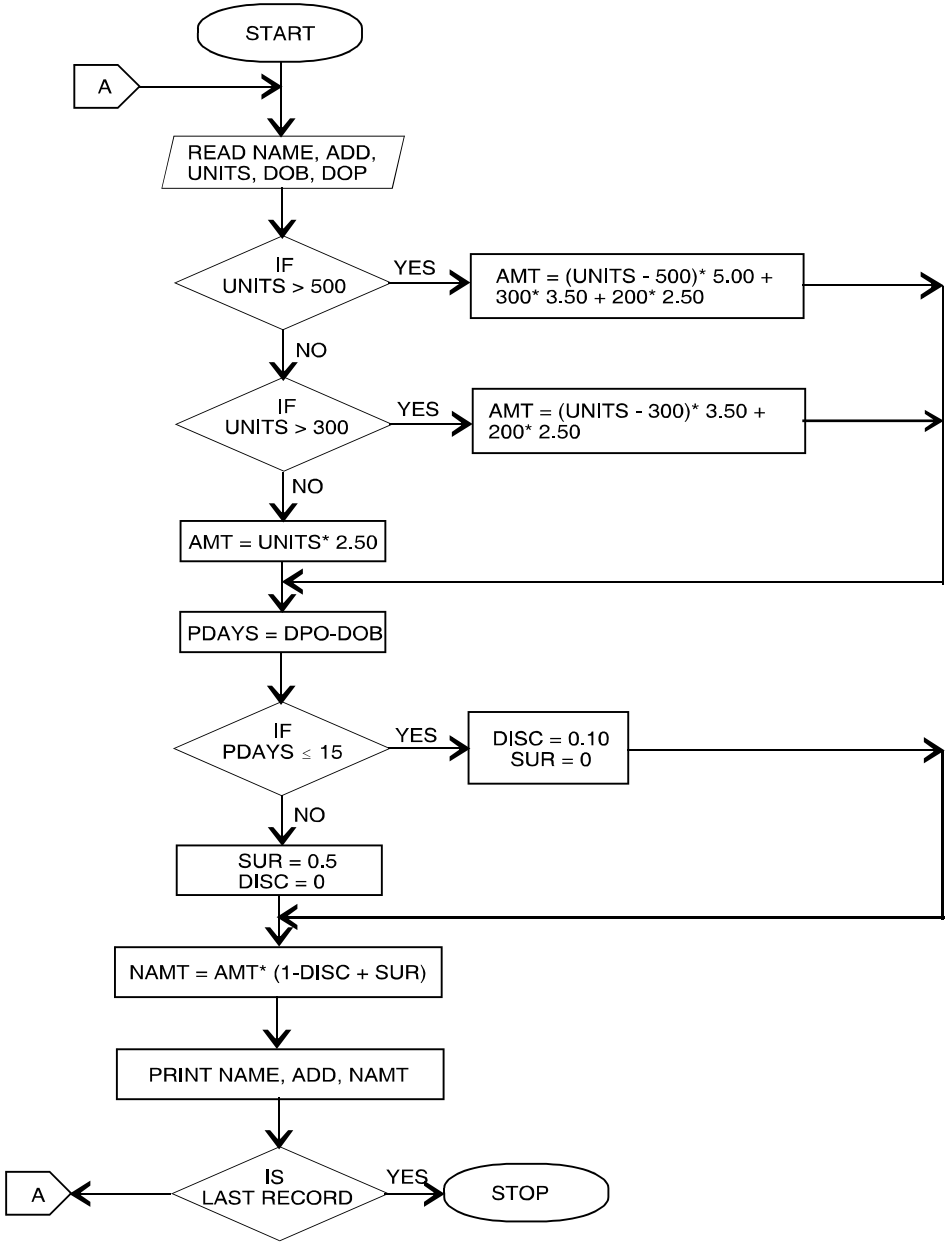 START
A
READ NAME, ADD,
UNITS, DOB, DOP
IF
UNITS > 500
YES
AMT = (UNITS - 500)* 5.00 +
300* 3.50 + 200* 2.50
NO
IF
UNITS > 300
YES
AMT = (UNITS - 300)* 3.50 +
200* 2.50
NO
AMT = UNITS* 2.50
PDAYS = DPO-DOB
IF
PDAYS ≤ 15
YES
DISC = 0.10
SUR = 0
NO
SUR = 0.5
DISC = 0
NAMT = AMT* (1-DISC + SUR)
PRINT NAME, ADD, NAMT
IS
LAST RECORD
YES
STOP
A